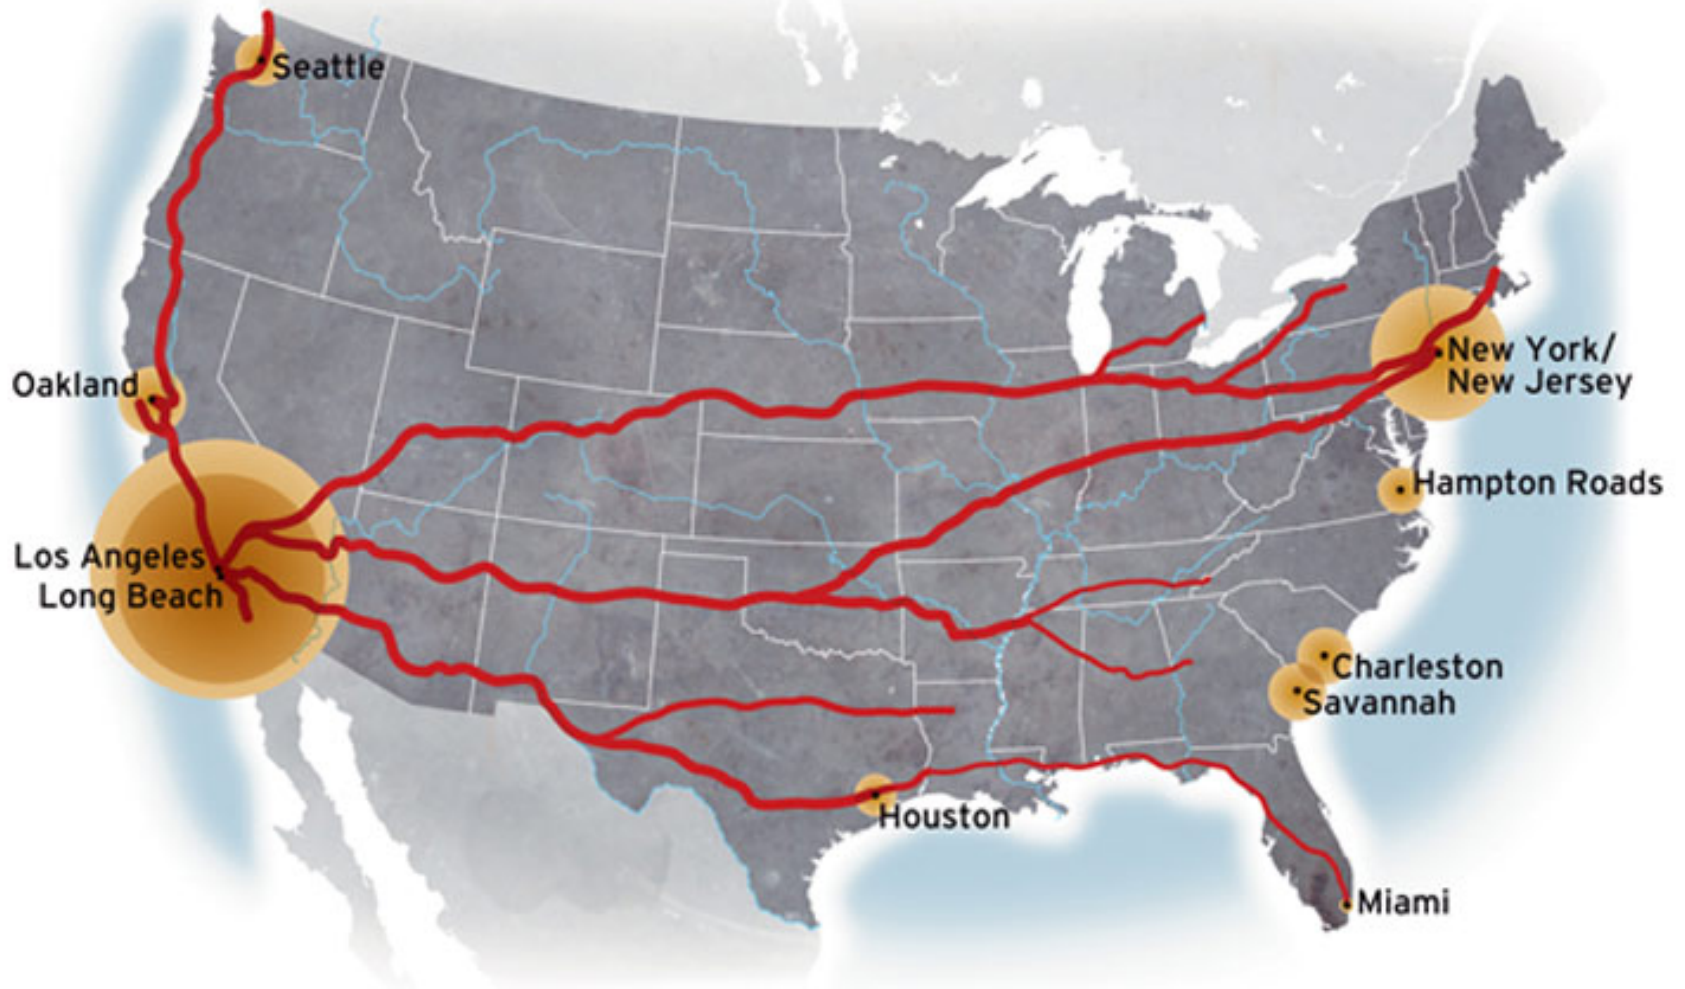 Seattle
New York/
New Jersey
Oakland
Hampton Roads
Los Angeles
Long Beach
Charleston
Savannah
Houston
Miami